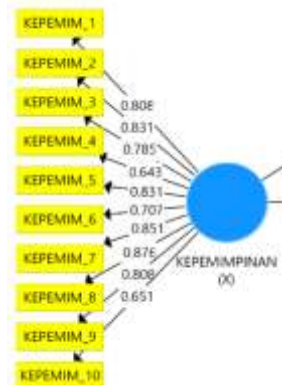 KEPEMIM_1
KEPEMIM_2
KEPEMIM_3
KEPEMIM_4
KEPEMIM_5
KEPEMIM_6
KEPEMIM_7
KEPEMIM_8
KEPEMIM_9
KEPEMIM_10
0.808
0.831
0.785
0.643
0.831
0.707
0.851
0.876
0.808
0.651
KEPEMIMPINAN
(X)